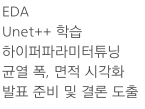 EDA
Unet++ 학습
하이퍼파라미터튜닝
균열 폭, 면적 시각화
발표 준비 및 결론 도출